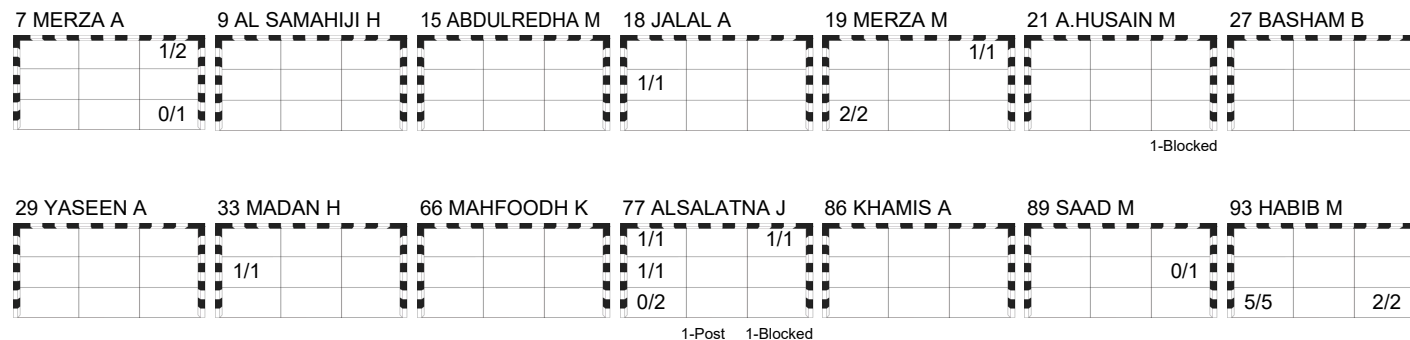 7 MERZA A 9 AL SAMAHIJI H 15 ABDULREDHA M 18 JALAL A 19 MERZA M 21 A.HUSAIN M 27 BASHAM B
1/2 1/1
1/1
0/1 2/2
1-Blocked
29 YASEEN A 33 MADAN H 66 MAHFOODH K 77 ALSALATNA J 86 KHAMIS A 89 SAAD M 93 HABIB M
1/1 1/1
1/1 1/1 0/1
0/2 5/5 2/2
1-Post 1-Blocked